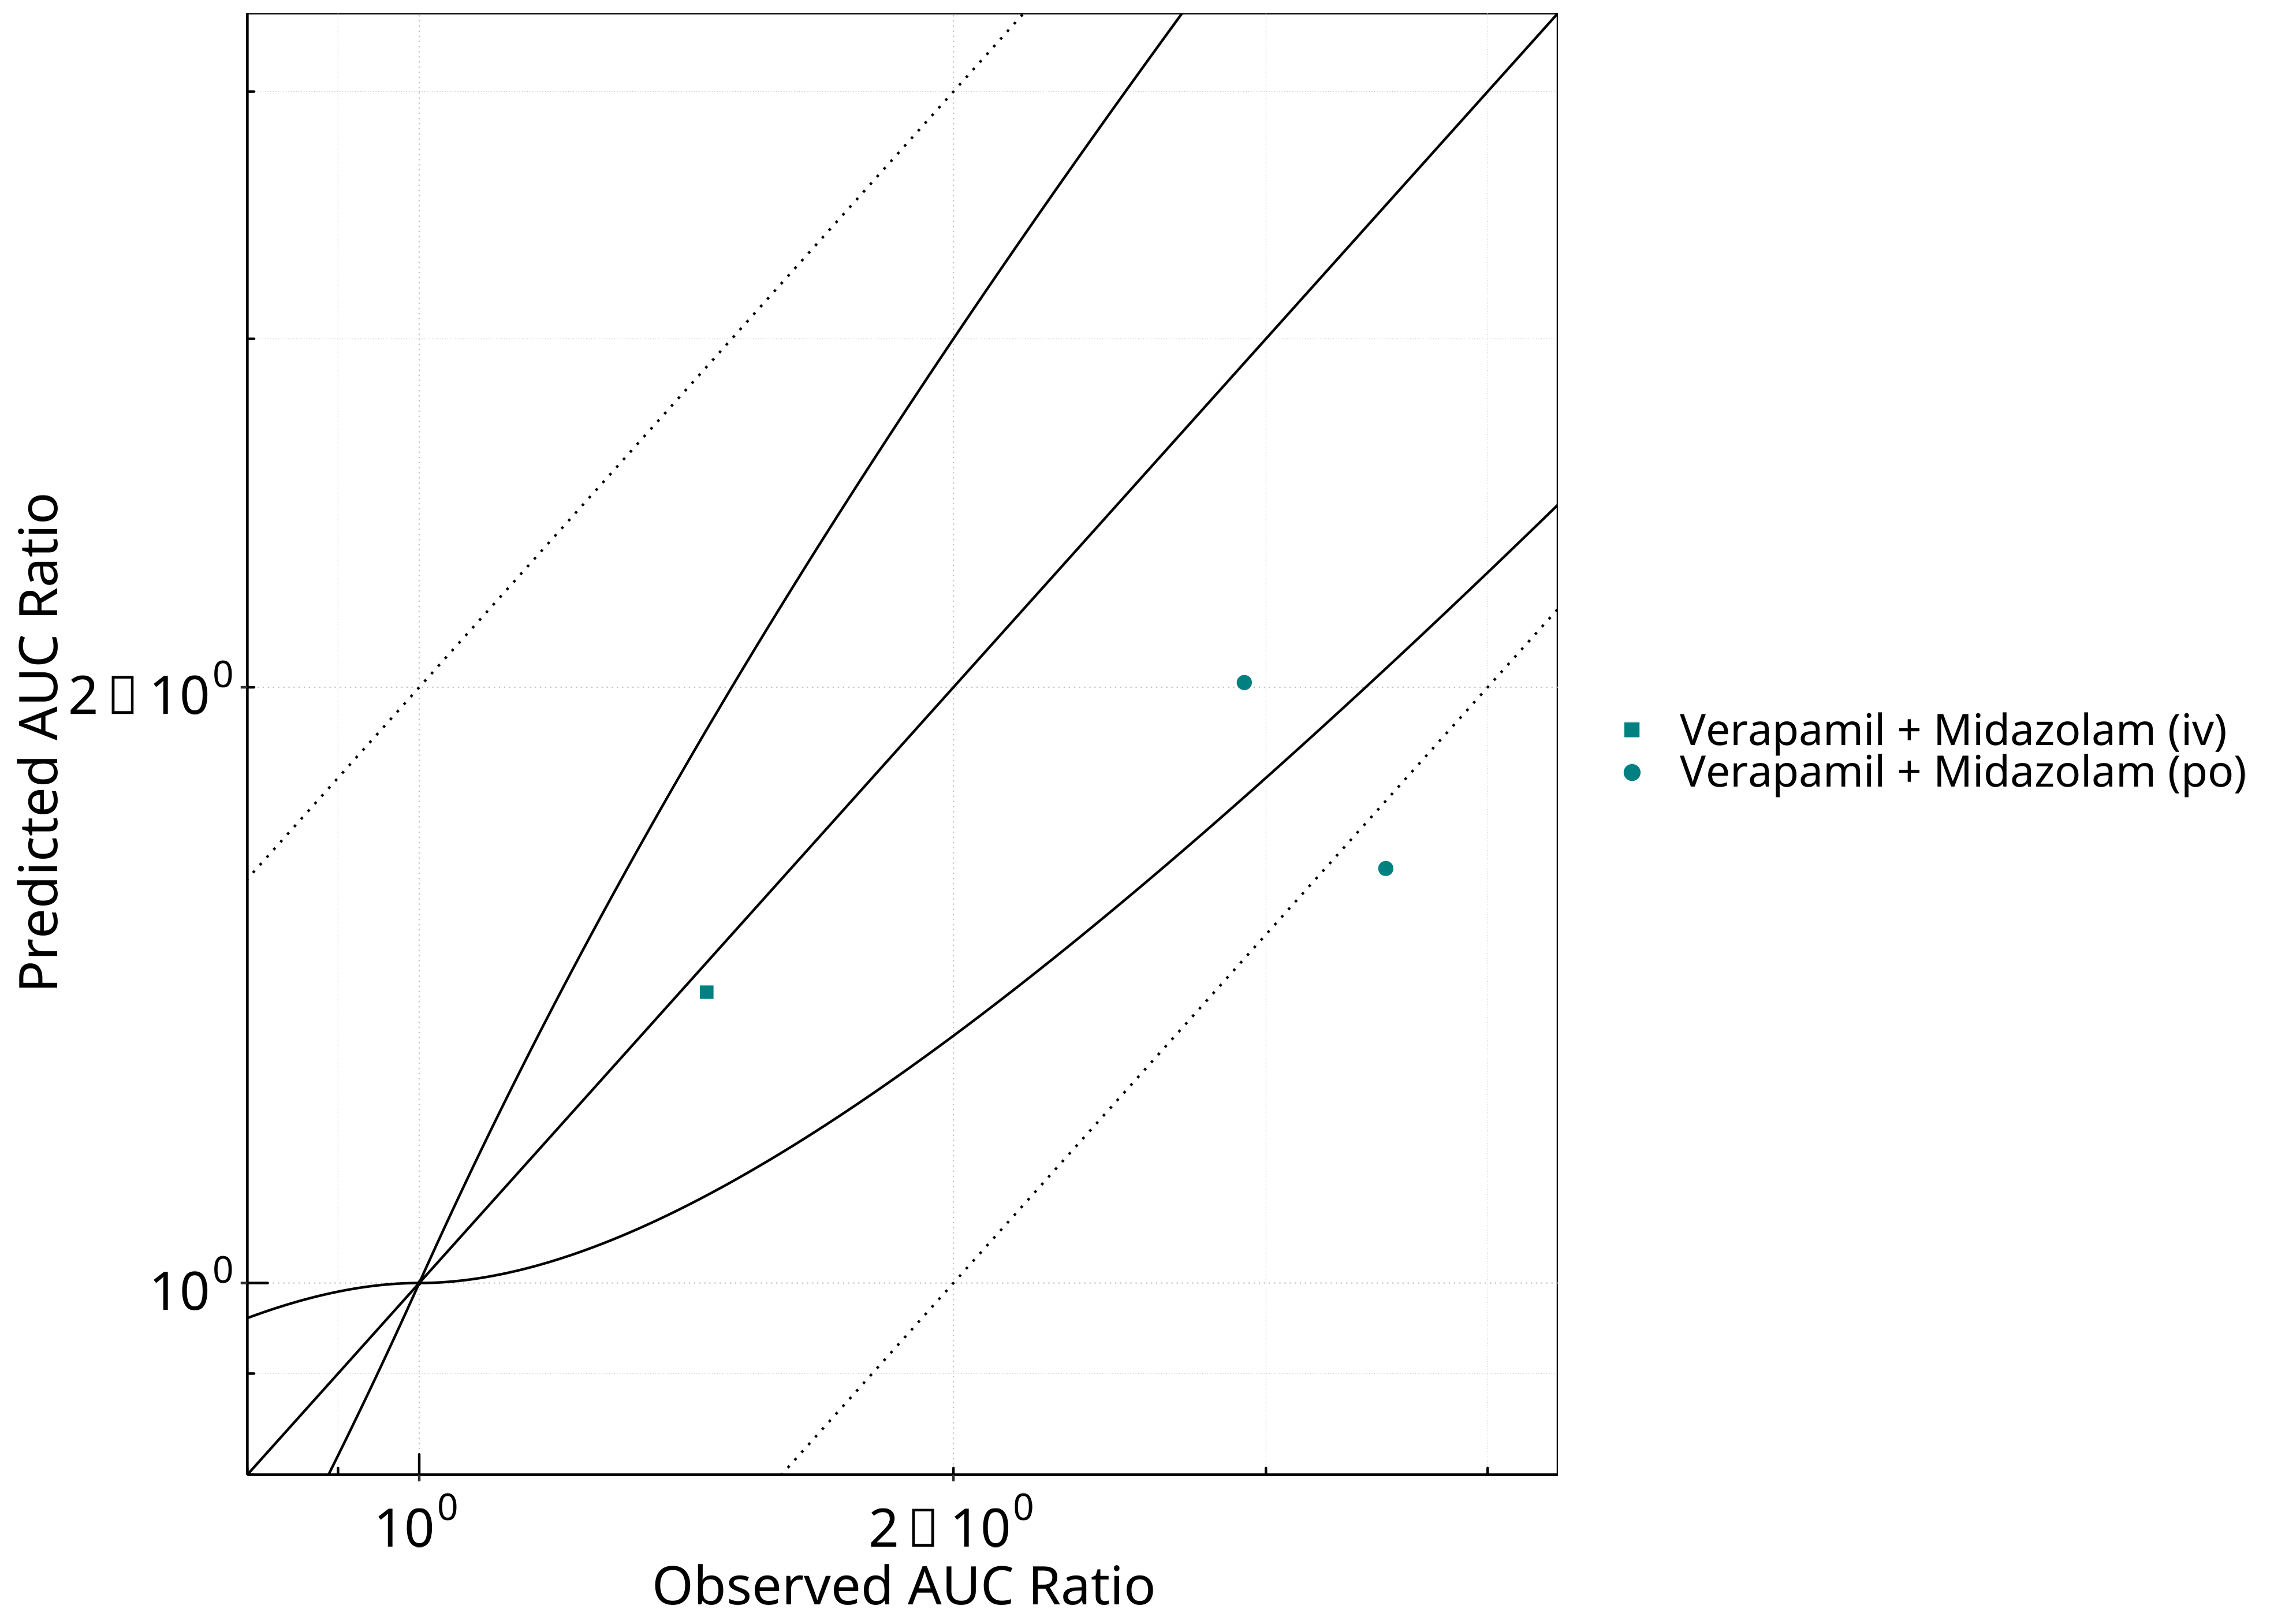 Predicted AUC Ratio
2▯10⁰
10⁰
10⁰ 2▯10⁰
Observed AUC Ratio
Verapamil + Midazolam (iv)
Verapamil + Midazolam (po)